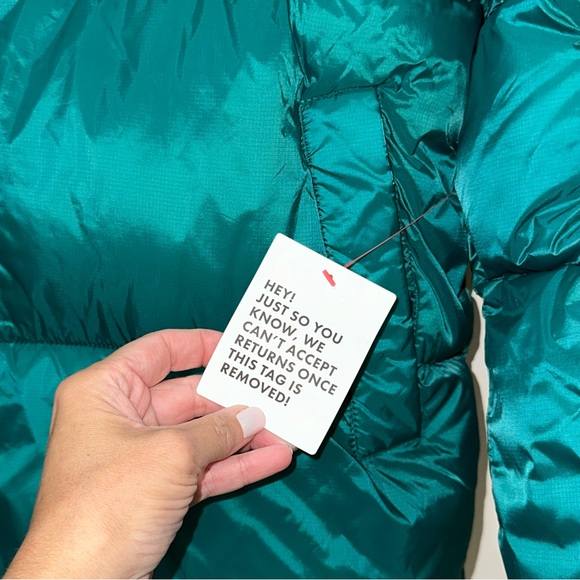 HEY!
JUST SO YOU
KNOW, WE
CAN'T ACCEPT
RETURNS ONCE
THIS TAG IS
REMOVED!